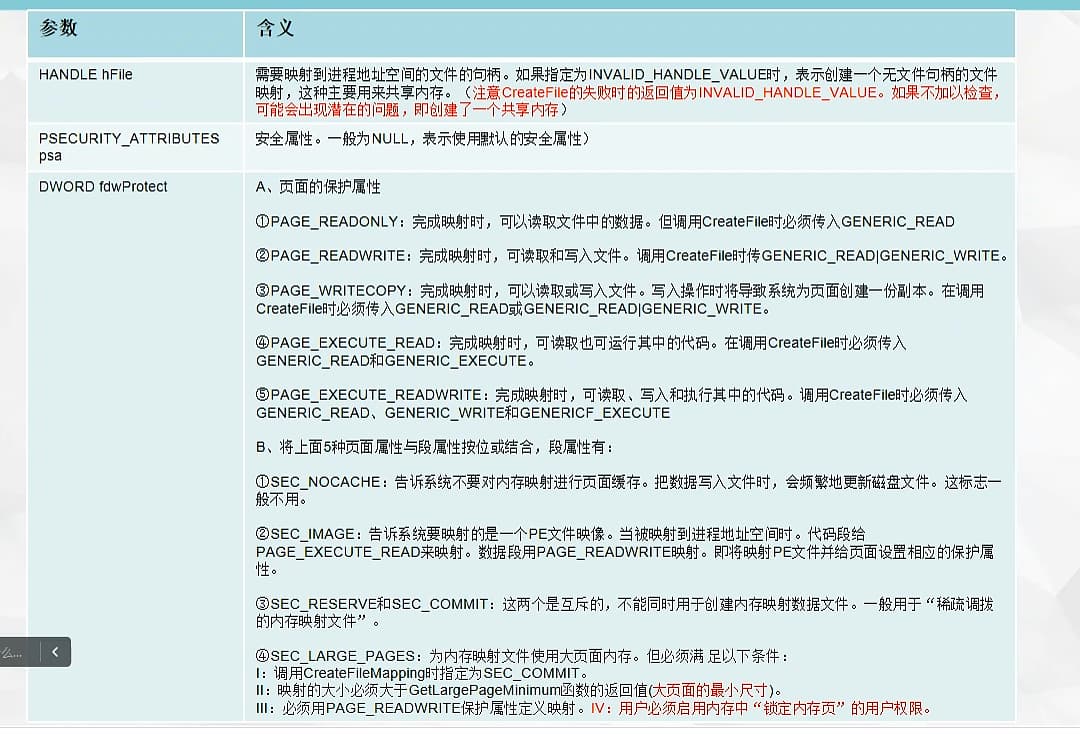 参数
含义
HANDLE hFile
需要映射到进程地址空间的文件的句柄。如果指定为INVALID_HANDLE_VALUE时，表示创建一个无文件句柄的文件
映射，这种主要用来共享内存。（注意CreateFile的失败时的返回值为INVALID_HANDLE_VALUE。如果不加以检查，
可能会出现潜在的问题，即创建了一个共享内存）
PSECURITY_ATTRIBUTES
psa
安全属性。一般为NULL，表示使用默认的安全属性）
DWORD fdwProtect
A、页面的保护属性
①PAGE_READONLY：完成映射时，可以读取文件中的数据。但调用CreateFile时必须传入GENERIC_READ
②PAGE_READWRITE：完成映射时，可读取和写入文件。调用CreateFile时传GENERIC_READ|GENERIC_WRITE。
③PAGE_WRITECOPY：完成映射时，可以读取或写入文件。写入操作时将导致系统为页面创建一份副本。在调用
CreateFile时必须传入GENERIC_READ或GENERIC_READ|GENERIC_WRITE。
④PAGE_EXECUTE_READ：完成映射时，可读取也可运行其中的代码。在调用CreateFile时必须传入
GENERIC_READ和GENERIC_EXECUTE。
⑤PAGE_EXECUTE_READWRITE：完成映射时，可读取、写入和执行其中的代码。调用CreateFile时必须传入
GENERIC_READ、GENERIC_WRITE和GENERICF_EXECUTE
B、将上面5种页面属性与段属性按位或结合，段属性有：
①SEC_NOCACHE：告诉系统不要对内存映射进行页面缓存。把数据写入文件时，会频繁地更新磁盘文件。这标志一
般不用。
②SEC_IMAGE：告诉系统要映射的是一个PE文件映像。当被映射到进程地址空间时。代码段给
PAGE_EXECUTE_READ来映射。数据段用PAGE_READWRITE映射。即将映射PE文件并给页面设置相应的保护属
性。
③SEC_RESERVE和SEC_COMMIT：这两个是互斥的，不能同时用于创建内存映射数据文件。一般用于“稀疏调拨
的内存映射文件”。
④SEC_LARGE_PAGES：为内存映射文件使用大页面内存。但必须满足以下条件：
I：调用CreateFileMapping时指定为SEC_COMMIT。
II：映射的大小必须大于GetLargePageMinimum函数的返回值(大页面的最小尺寸)。
III：必须用PAGE_READWRITE保护属性定义映射。IV：用户必须启用内存中“锁定内存页”的用户权限。
么...